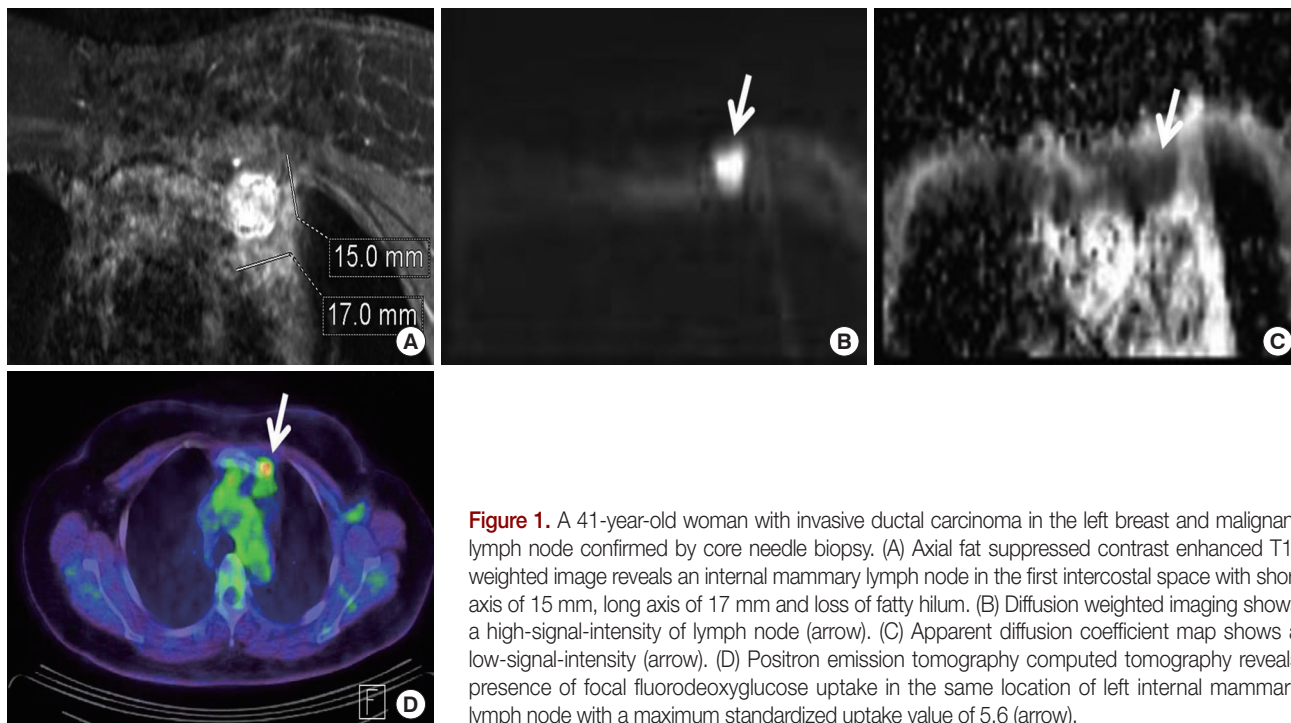 15.0 mm
17.0 mm
A
B
C
F
D
Figure 1. A 41-year-old woman with invasive ductal carcinoma in the left breast and malignan
lymph node confirmed by core needle biopsy. (A) Axial fat suppressed contrast enhanced T1
weighted image reveals an internal mammary lymph node in the first intercostal space with shor
axis of 15 mm, long axis of 17 mm and loss of fatty hilum. (B) Diffusion weighted imaging show
a high-signal-intensity of lymph node (arrow). (C) Apparent diffusion coefficient map shows a
low-signal-intensity (arrow). (D) Positron emission tomography computed tomography reveals
presence of focal fluorodeoxyglucose uptake in the same location of left internal mammar
lymph node with a maximum standardized uptake value of 5.6 (arrow).